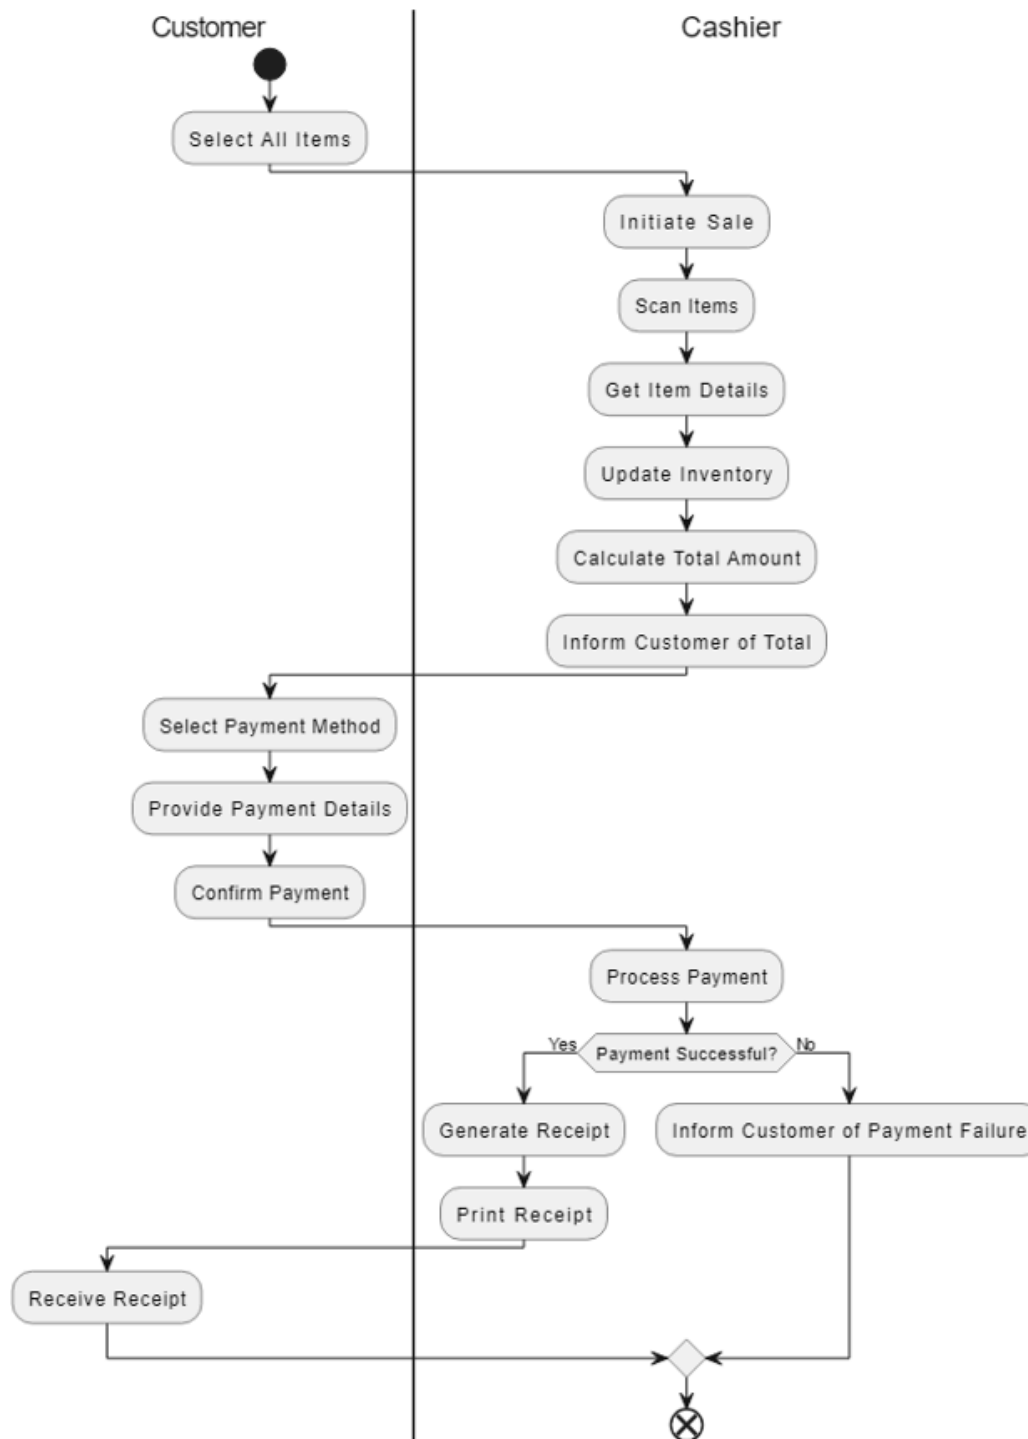 Customer
Cashier
Select All Items
Initiate Sale
Scan Items
Get Item Details
Update Inventory
Calculate Total Amount
Inform Customer of Total
Select Payment Method
Provide Payment Details
Confirm Payment
Process Payment
Yes
Payment Successful?
No
Generate Receipt
Inform Customer of Payment Failure
Print Receipt
Receive Receipt